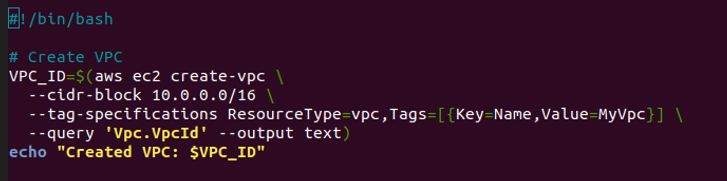 #!/bin/bash

# Create VPC
VPC_ID=$(aws ec2 create-vpc \
  --cidr-block 10.0.0.0/16 \
  --tag-specifications ResourceType=vpc,Tags=[{Key=Name,Value=MyVpc}] \
  --query 'Vpc.VpcId' --output text)
echo "Created VPC: $VPC_ID"